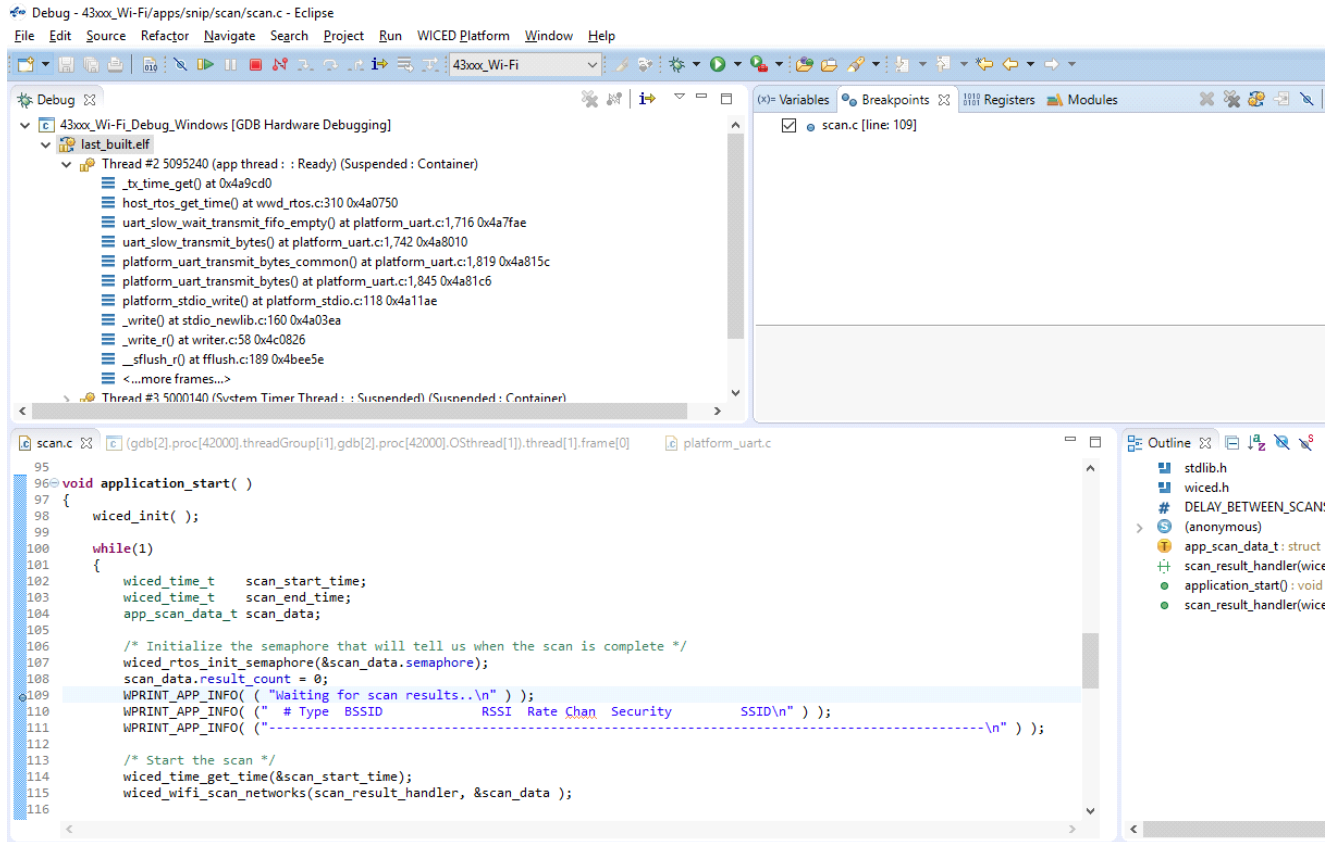 Debug - 43xxx_Wi-Fi/apps/snip/scan/scan.c - Eclipse
File Edit Source Refactor Navigate Search Project Run WICED Platform Window Help
43xxx_Wi-Fi
Debug
43xxx_Wi-Fi_Debug_Windows [GDB Hardware Debugging]
last_built.elf
Thread #2 5095240 (app thread : : Ready) (Suspended : Container)
_tx_time_get() at 0x4a9cd0
host_rtos_get_time() at wwd_rtos.c:310 0x4a0750
uart_slow_wait_transmit_fifo_empty() at platform_uart.c:1,716 0x4a7fae
uart_slow_transmit_bytes() at platform_uart.c:1,742 0x4a8010
platform_uart_transmit_bytes_common() at platform_uart.c:1,819 0x4a815c
platform_uart_transmit_bytes() at platform_uart.c:1,845 0x4a81c6
platform_stdio_write() at platform_stdio.c:118 0x4a11ae
_write() at stdio_newlib.c:160 0x4a03ea
_write_r() at writer.c:58 0x4c0826
__sflush_r() at fflush.c:189 0x4bee5e
<...more frames...>
Thread #3 5000140 (System Timer Thread : : Suspended) (Suspended : Container)
(x)= Variables Breakpoints Registers Modules
scan.c [line: 109]
scan.c (gdb[2].proc[42000].threadGroup[i1],gdb[2].proc[42000].OSthread[1]).thread[1].frame[0] platform_uart.c
95
96 void application_start( )
97 {
98 wiced_init( );
99
100 while(1)
101 {
102 wiced_time_t scan_start_time;
103 wiced_time_t scan_end_time;
104 app_scan_data_t scan_data;
105
106 /* Initialize the semaphore that will tell us when the scan is complete */
107 wiced_rtos_init_semaphore(&scan_data.semaphore);
108 scan_data.result_count = 0;
109 WPRINT_APP_INFO( ( "Waiting for scan results..\n" ) );
110 WPRINT_APP_INFO( (" # Type BSSID RSSI Rate Chan Security SSID\n" ) );
111 WPRINT_APP_INFO( ("----------------------------------------------------------------------------------------------\n" ) );
112
113 /* Start the scan */
114 wiced_time_get_time(&scan_start_time);
115 wiced_wifi_scan_networks(scan_result_handler, &scan_data );
116
Outline
stdlib.h
wiced.h
DELAY_BETWEEN_SCANS
(anonymous)
app_scan_data_t : struct
scan_result_handler(wice
application_start() : void
scan_result_handler(wice